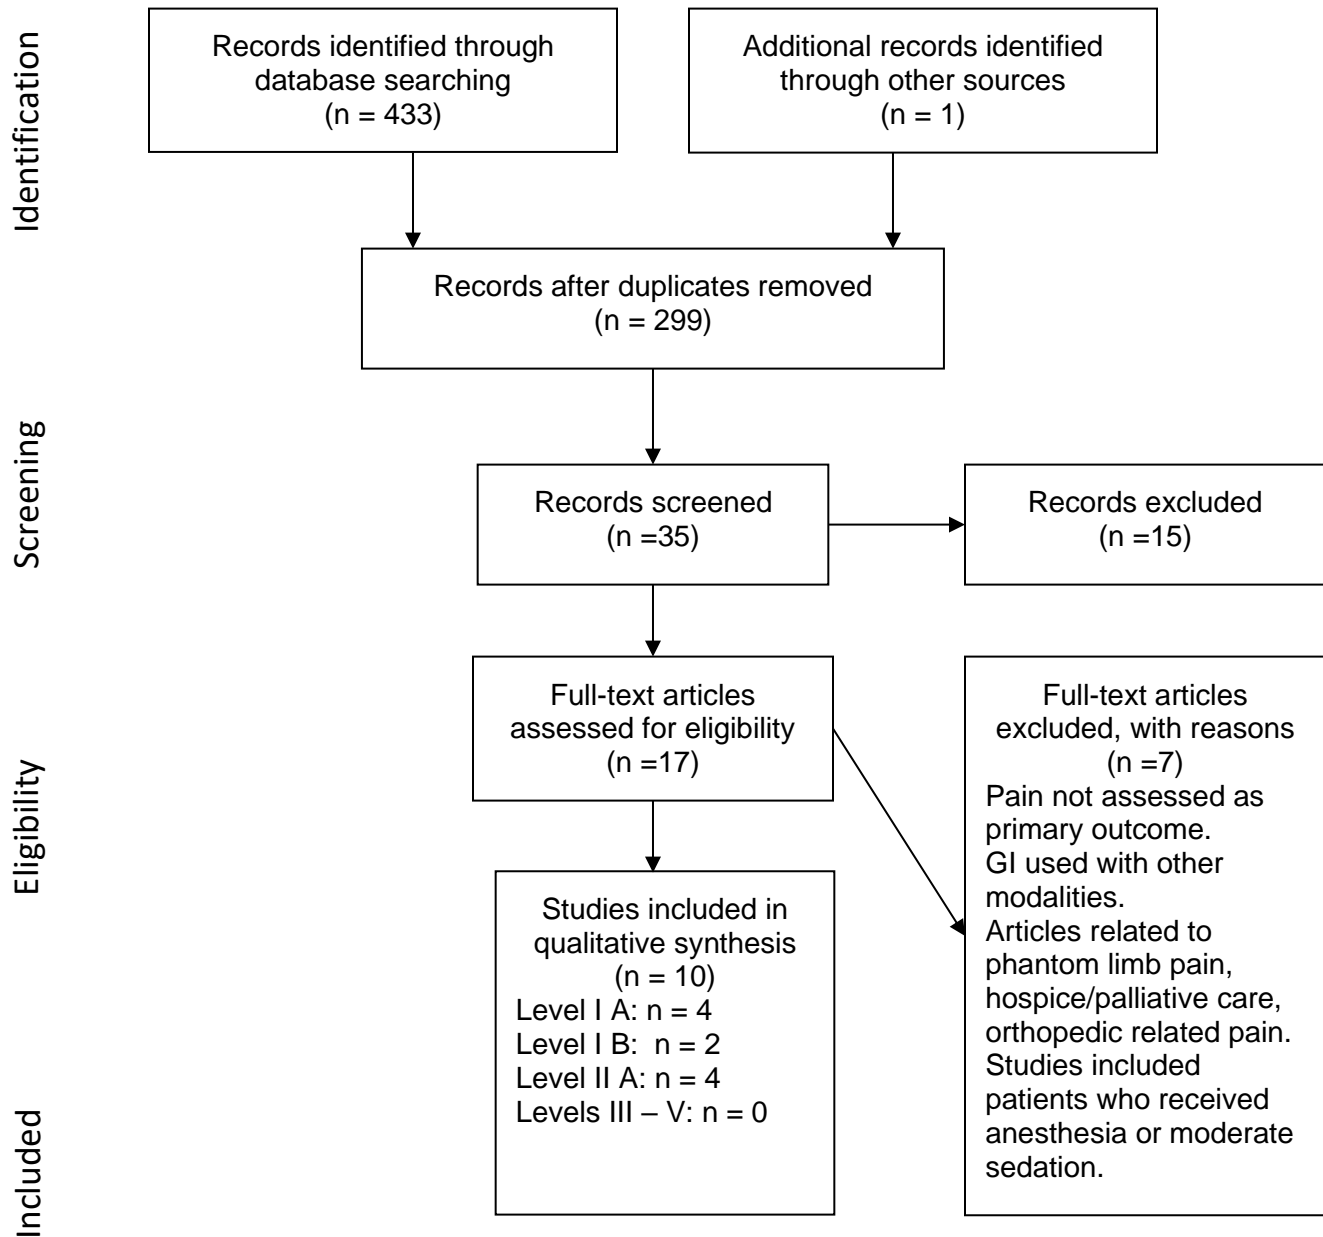 Identification
Records identified through
database searching
(n = 433)
Additional records identified
through other sources
(n = 1)
Records after duplicates removed
(n = 299)
Screening
Records screened
(n =35)
Records excluded
(n =15)
Eligibility
Full-text articles
assessed for eligibility
(n =17)
Full-text articles
excluded, with reasons
(n =7)
Pain not assessed as
primary outcome.
GI used with other
modalities.
Articles related to
phantom limb pain,
hospice/palliative care,
orthopedic related pain.
Studies included
patients who received
anesthesia or moderate
sedation.
Included
Studies included in
qualitative synthesis
(n = 10)
Level I A: n = 4
Level I B:  n = 2
Level II A: n = 4
Levels III – V: n = 0